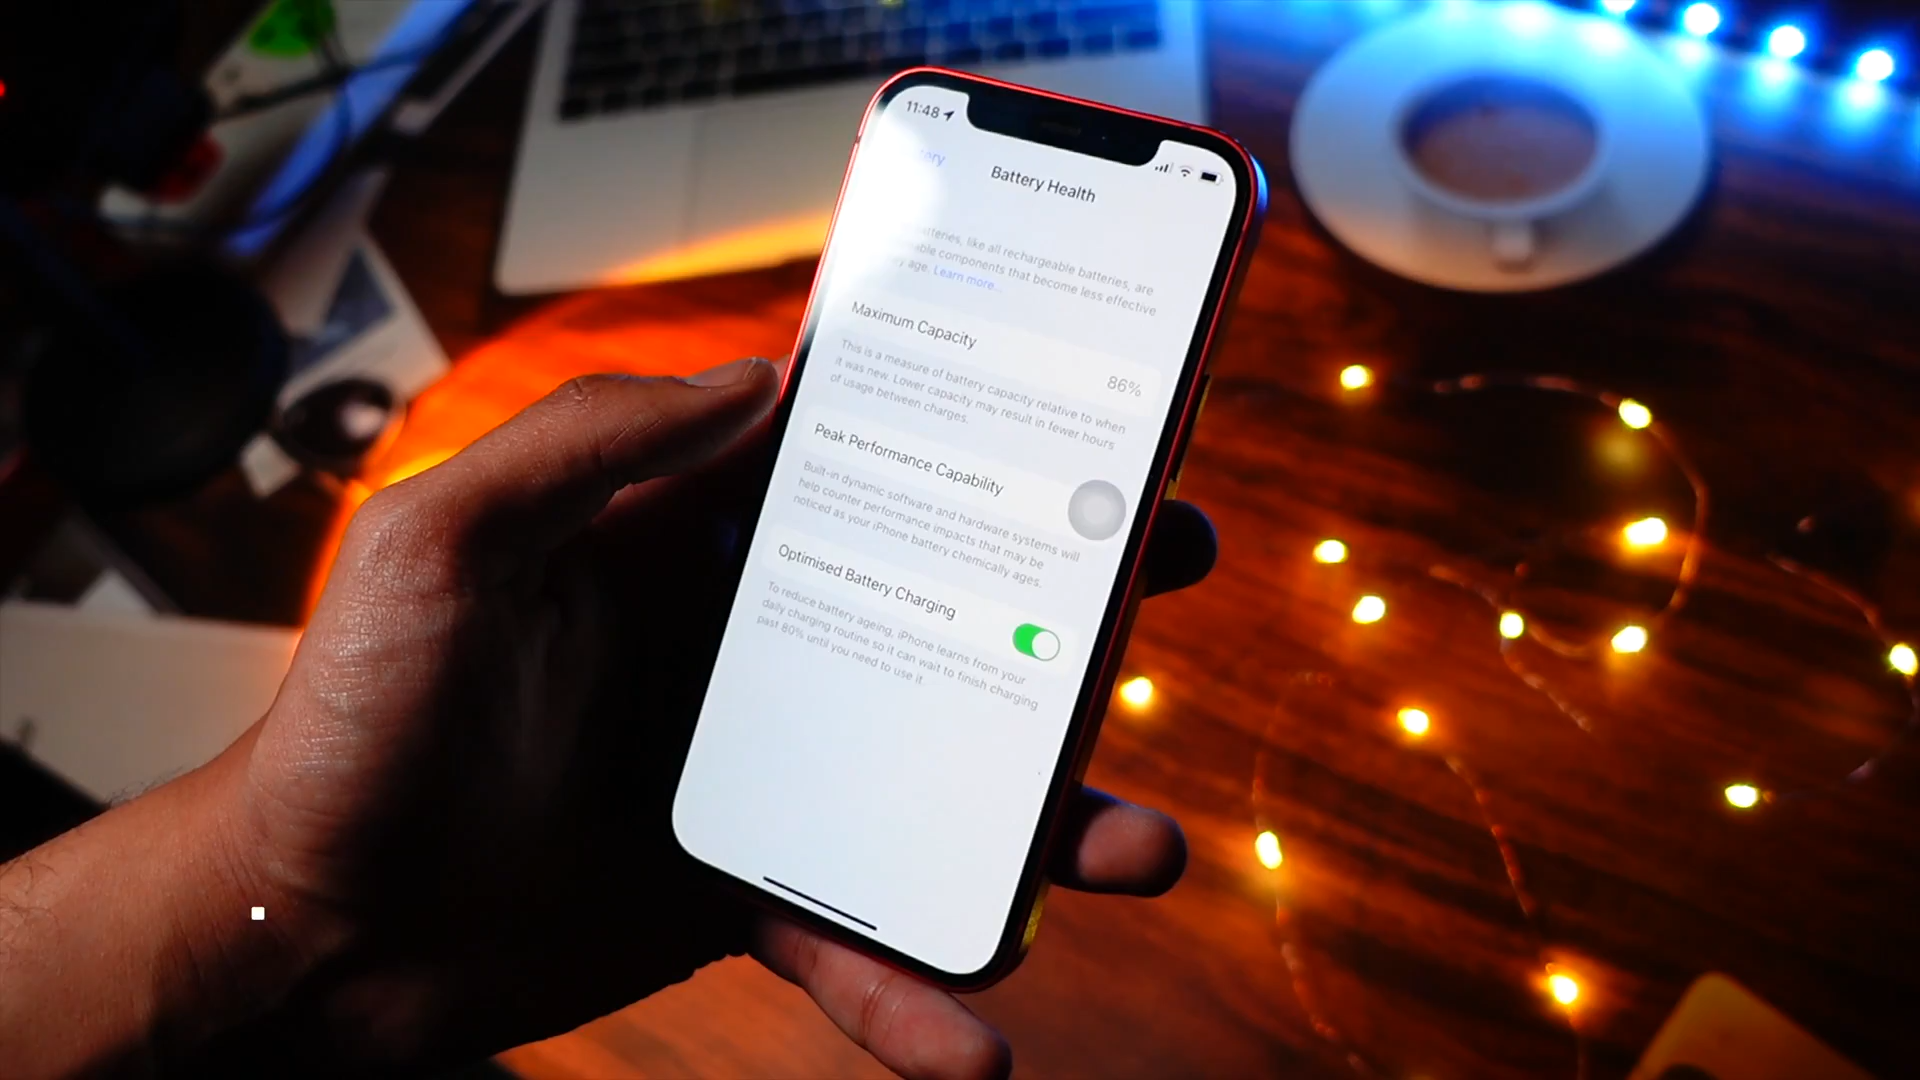 11:48
Battery Health
batteries, like all rechargeable batteries, are
components that become less effective
age. Learn more...
Maximum Capacity
86%
This is a measure of battery capacity relative to when
it was new. Lower capacity may result in fewer hours
of usage between charges.
Peak Performance Capability
Built-in dynamic software and hardware systems will
help counter performance impacts that may be
noticed as your iPhone battery chemically ages.
Optimised Battery Charging
To reduce battery ageing, iPhone learns from your
daily charging routine so it can wait to finish charging
past 80% until you need to use it.